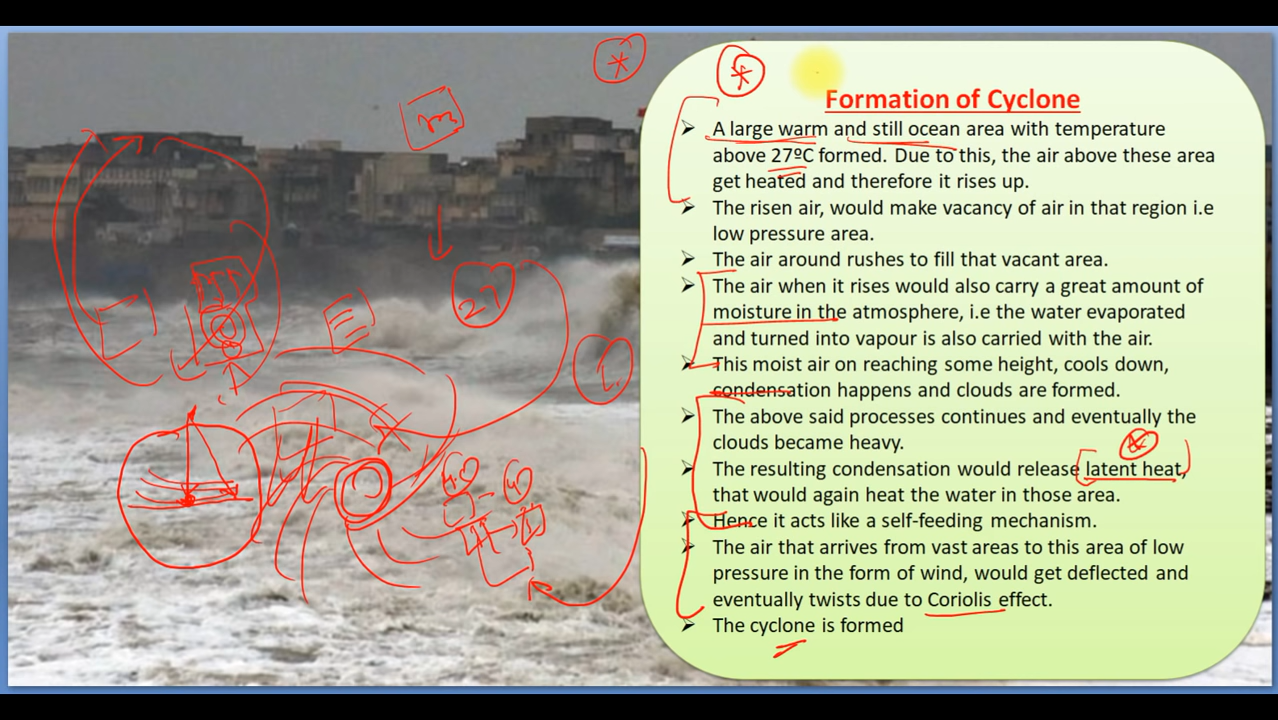 Formation of Cyclone
A large warm and still ocean area with temperature
above 27ºC formed. Due to this, the air above these area
get heated and therefore it rises up.
The risen air, would make vacancy of air in that region i.e
low pressure area.
The air around rushes to fill that vacant area.
The air when it rises would also carry a great amount of
moisture in the atmosphere, i.e the water evaporated
and turned into vapour is also carried with the air.
This moist air on reaching some height, cools down,
condensation happens and clouds are formed.
The above said processes continues and eventually the
clouds became heavy.
The resulting condensation would release latent heat,
that would again heat the water in those area.
Hence it acts like a self-feeding mechanism.
The air that arrives from vast areas to this area of low
pressure in the form of wind, would get deflected and
eventually twists due to Coriolis effect.
The cyclone is formed
27